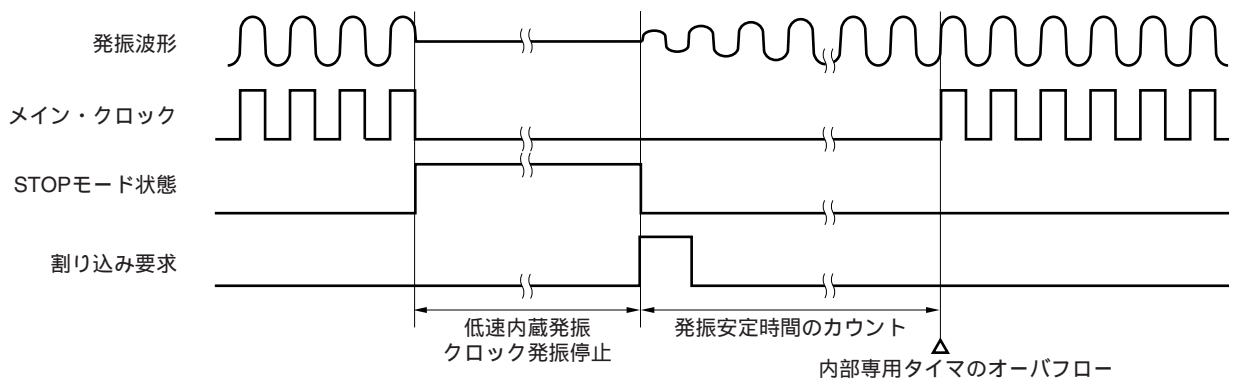 発振波形
メイン・クロック
STOPモード状態
割り込み要求
低速内蔵発振
クロック発振停止
発振安定時間のカウント
内部専用タイマのオーバフロー